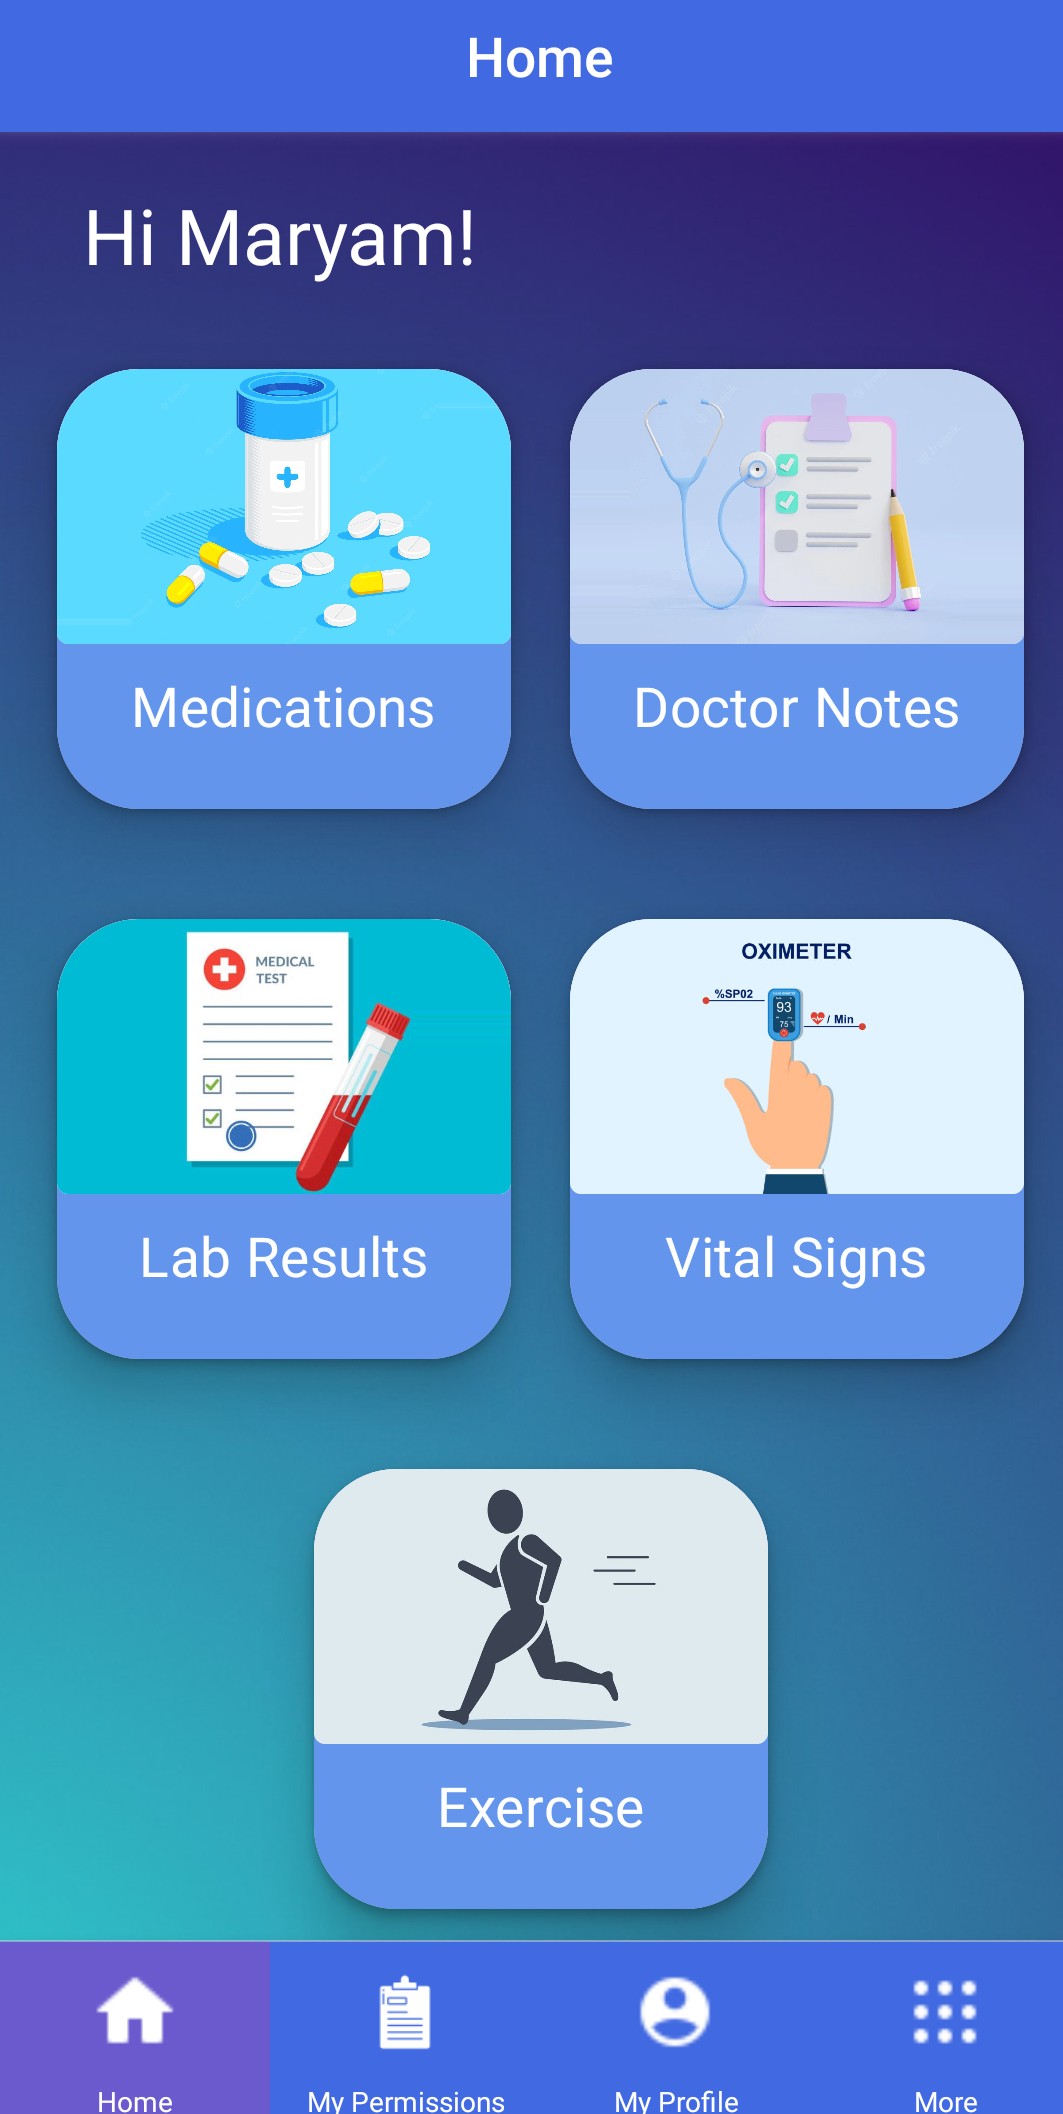 Home
Hi Maryam!
Medications
Doctor Notes
MEDICAL
TEST
Lab Results
OXIMETER
%SP02
93
75
/ Min
Vital Signs
Exercise
Home
My Permissions
My Profile
More